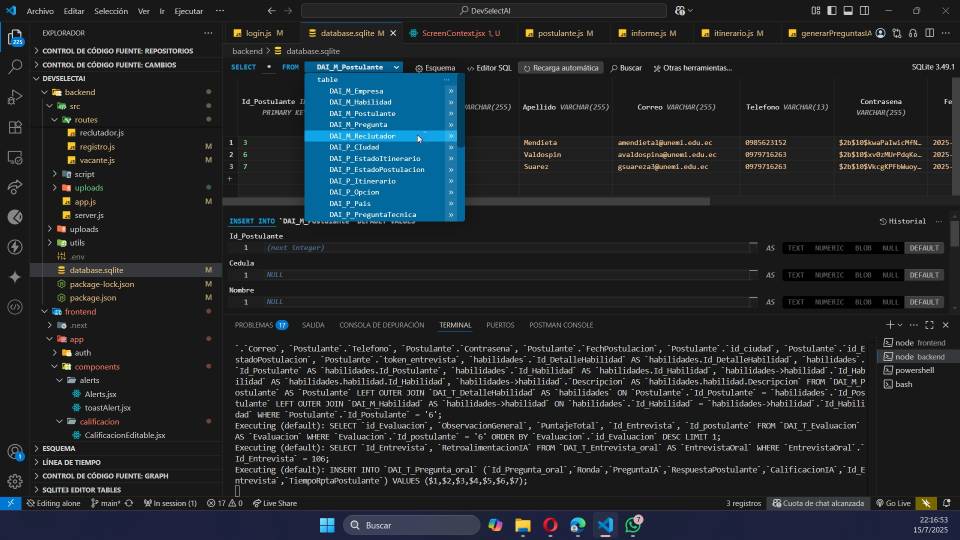 Archivo Editar Selección Ver Ir Ejecutar ··· DevSelectAI
EXPLORADOR ···
login.js M database.sqlite M ScreenContext.jsx 1, U postulante.js M informe.js M itinerario.js M generarPreguntasIA
CONTROL DE CÓDIGO FUENTE: REPOSITORIOS
CONTROL DE CÓDIGO FUENTE: CAMBIOS
DEVSELECTAI
backend
src
routes
reclutador.js
registro.js M
vacante.js M
script
uploads
app.js M
server.js
uploads
utils
.env
database.sqlite M
package-lock.json M
package.json M
frontend
.next
app
auth
components
alerts
Alerts.jsx
toastAlert.jsx
calificacion
CalificacionEditable.jsx
ESQUEMA
LÍNEA DE TIEMPO
CONTROL DE CÓDIGO FUENTE: GRAPH
SQLITE3 EDITOR TABLES
225
1
backend > database.sqlite
SELECT * FROM DAI_M_Postulante Esquema Editor SQL Recarga automática Buscar Otras herramientas... SQLite 3.49.1
table ···
DAI_M_Empresa »
DAI_M_Habilidad »
DAI_M_Postulante »
DAI_M_Pregunta »
DAI_M_Reclutador »
DAI_P_CIudad »
DAI_P_EstadoItinerario »
DAI_P_EstadoPostulacion »
DAI_P_Itinerario »
DAI_P_Opcion »
DAI_P_Pais »
DAI_P_PreguntaTecnica »
Id_Postulante
PRIMARY KE
VARCHAR(255) Apellido VARCHAR(255) Correo VARCHAR(255) Telefono VARCHAR(13) Contrasena
VARCHAR(255)
Fe
1 3 Mendieta amendietal@unemi.edu.ec 0985623152 2025-
2 6 Valdospin avaldospina@unemi.edu.ec 0979716263 2025-
3 7 Suarez gsuareza3@unemi.edu.ec 0979716263 2025-
+
INSERT INTO `DAI_M_Postulante` DEFAULT VALUES Historial ···
Id_Postulante
1 (next integer) AS TEXT NUMERIC BLOB NULL DEFAULT
Cedula
1 NULL AS TEXT NUMERIC BLOB NULL DEFAULT
Nombre
1 NULL AS TEXT NUMERIC BLOB NULL DEFAULT
PROBLEMAS 17 SALIDA CONSOLA DE DEPURACIÓN TERMINAL PUERTOS POSTMAN CONSOLE
`.`Correo`, `Postulante`.`Telefono`, `Postulante`.`Contrasena`, `Postulante`.`FechPostulacion`, `Postulante`.`id_ciudad`, `Postulante`.`id_E
stadoPostulacion`, `Postulante`.`token_entrevista`, `habilidades`.`Id_DetalleHabilidad` AS `habilidades.Id_DetalleHabilidad`, `habilidades`.
`Id_Postulante` AS `habilidades.Id_Postulante`, `habilidades`.`Id_Habilidad` AS `habilidades.Id_Habilidad`, `habilidades->habilidad`.`Id_Hab
ilidad` AS `habilidades.habilidad.Id_Habilidad`, `habilidades->habilidad`.`Descripcion` AS `habilidades.habilidad.Descripcion` FROM `DAI_M_P
ostulante` AS `Postulante` LEFT OUTER JOIN `DAI_T_DetalleHabilidad` AS `habilidades` ON `Postulante`.`Id_Postulante` = `habilidades`.`Id_Pos
tulante` LEFT OUTER JOIN `DAI_M_Habilidad` AS `habilidades->habilidad` ON `habilidades`.`Id_Habilidad` = `habilidades->habilidad`.`Id_Habili
dad` WHERE `Postulante`.`Id_Postulante` = '6';
Executing (default): SELECT `id_Evaluacion`, `ObservacionGeneral`, `PuntajeTotal`, `Id_Entrevista`, `Id_postulante` FROM `DAI_T_Evaluacion`
AS `Evaluacion` WHERE `Evaluacion`.`Id_postulante` = '6' ORDER BY `Evaluacion`.`id_Evaluacion` DESC LIMIT 1;
Executing (default): SELECT `Id_Entrevista`, `RetroalimentacionIA` FROM `DAI_T_Entrevista_oral` AS `EntrevistaOral` WHERE `EntrevistaOral`.`
Id_Entrevista` = 106;
Executing (default): INSERT INTO `DAI_T_Pregunta_oral` (`Id_Pregunta_oral`,`Ronda`,`PreguntaIA`,`RespuestaPostulante`,`CalificacionIA`,`Id_E
ntrevista`,`TiempoRptaPostulante`) VALUES ($1,$2,$3,$4,$5,$6,$7);
node frontend
node backend
powershell
bash
Editing alone main* In session (1) 17 0 Live Share 3 registros Cuota de chat alcanzada Go Live
Buscar
7
22:16:53
15/7/2025